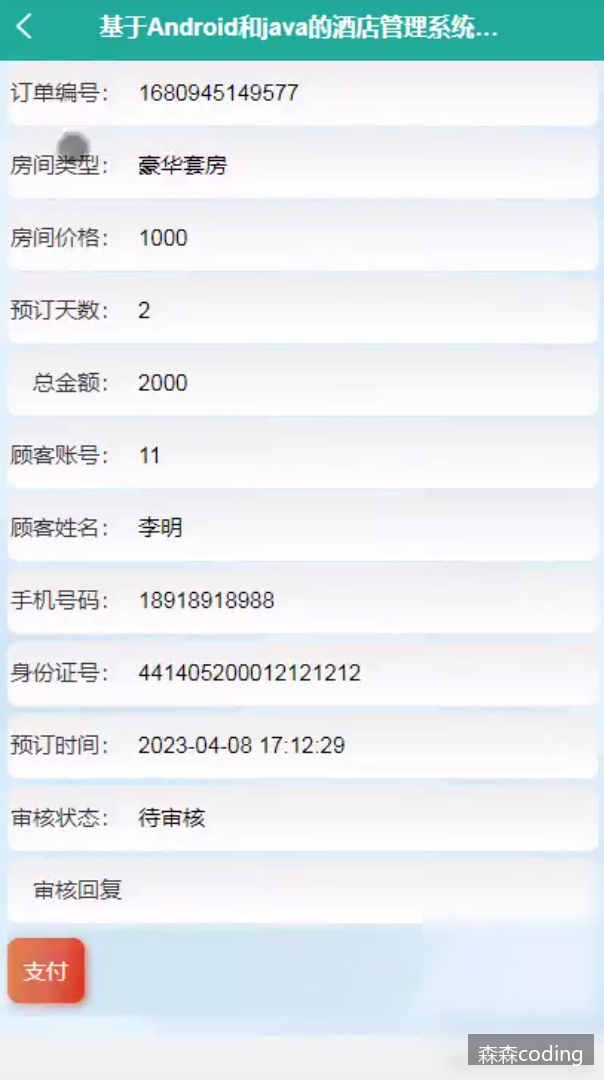 基于Android和java的酒店管理系统...
订单编号： 1680945149577
房间类型： 豪华套房
房间价格： 1000
预订天数： 2
总金额： 2000
顾客账号： 11
顾客姓名： 李明
手机号码： 18918918988
身份证号： 441405200012121212
预订时间： 2023-04-08 17:12:29
审核状态： 待审核
审核回复
支付
森森coding